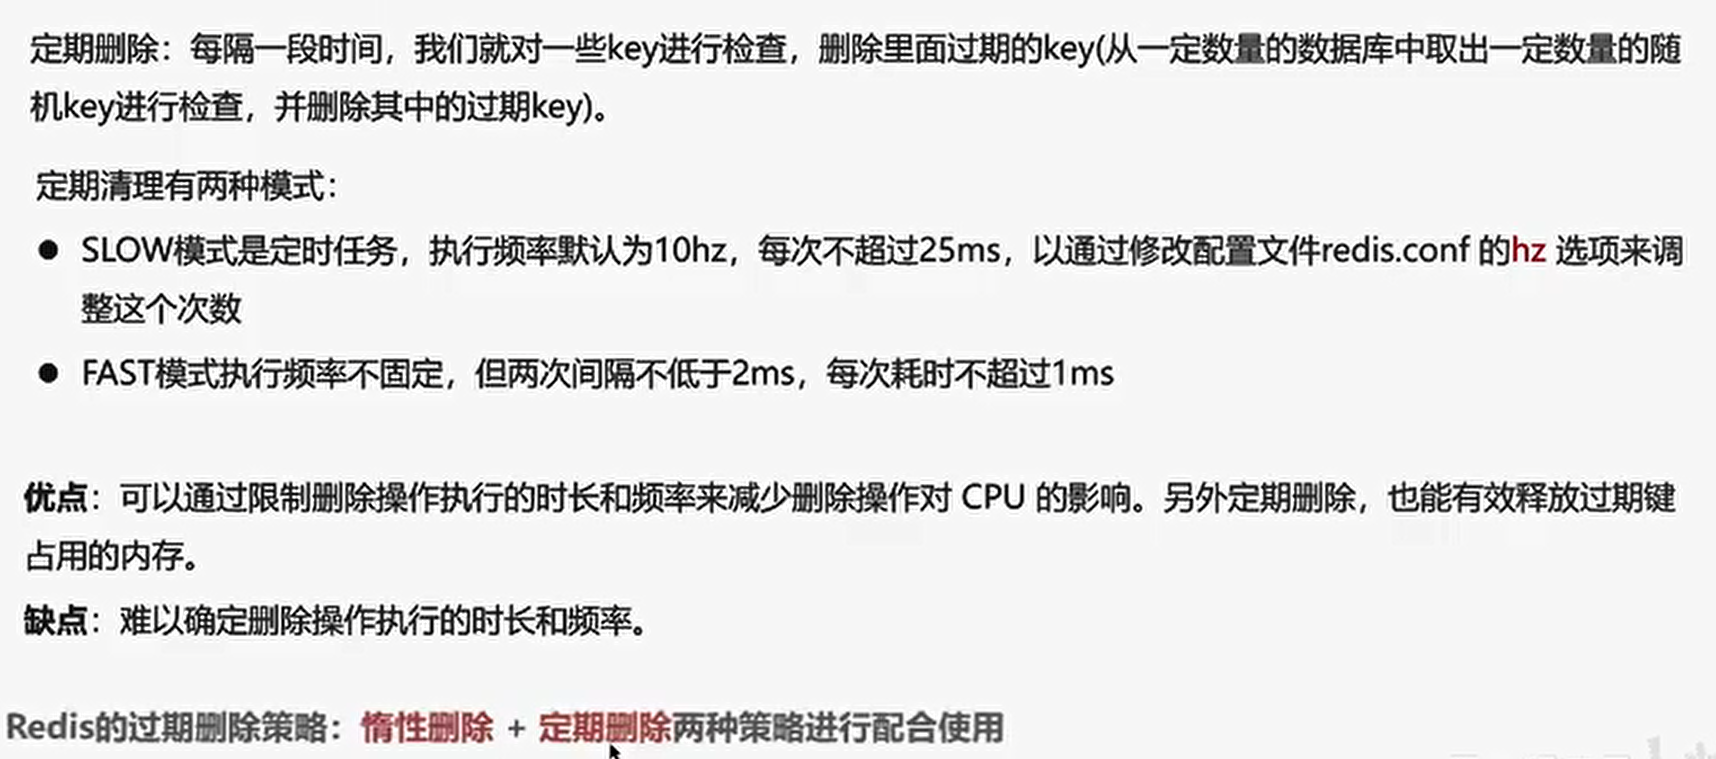 定期删除：每隔一段时间，我们就对一些key进行检查，删除里面过期的key(从一定数量的数据库中取出一定数量的随
机key进行检查，并删除其中的过期key)。
定期清理有两种模式：
● SLOW模式是定时任务，执行频率默认为10hz，每次不超过25ms，以通过修改配置文件redis.conf 的hz 选项来调
整这个次数
● FAST模式执行频率不固定，但两次间隔不低于2ms，每次耗时不超过1ms
优点：可以通过限制删除操作执行的时长和频率来减少删除操作对 CPU 的影响。另外定期删除，也能有效释放过期键
占用的内存。
缺点：难以确定删除操作执行的时长和频率。
Redis的过期删除策略：惰性删除 + 定期删除两种策略进行配合使用